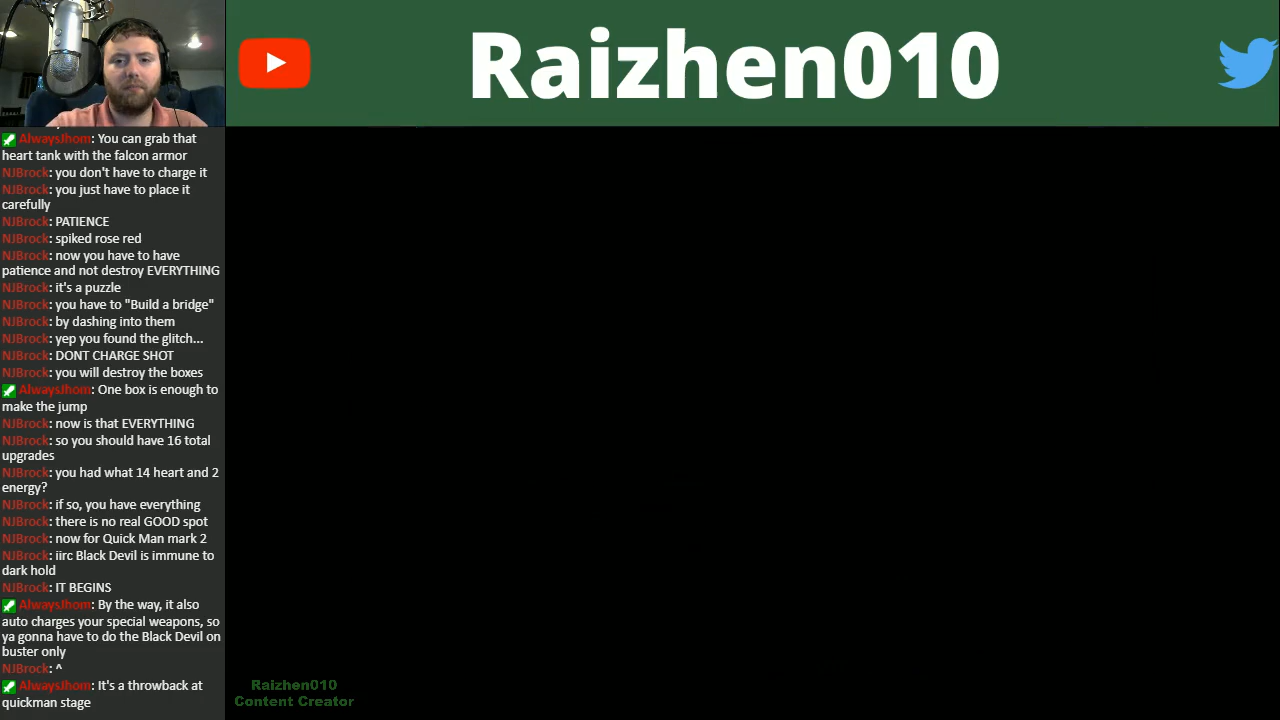 Raizhen010
AlwaysJhom: You can grab that
heart tank with the falcon armor
NJBrock: you don't have to charge it
NJBrock: you just have to place it
carefully
NJBrock: PATIENCE
NJBrock: spiked rose red
NJBrock: now you have to have
patience and not destroy EVERYTHING
NJBrock: it's a puzzle
NJBrock: you have to "Build a bridge"
NJBrock: by dashing into them
NJBrock: yep you found the glitch...
NJBrock: DONT CHARGE SHOT
NJBrock: you will destroy the boxes
AlwaysJhom: One box is enough to
make the jump
NJBrock: now is that EVERYTHING
NJBrock: so you should have 16 total
upgrades
NJBrock: you had what 14 heart and 2
energy?
NJBrock: if so, you have everything
NJBrock: there is no real GOOD spot
NJBrock: now for Quick Man mark 2
NJBrock: iirc Black Devil is immune to
dark hold
NJBrock: IT BEGINS
AlwaysJhom: By the way, it also
auto charges your special weapons, so
ya gonna have to do the Black Devil on
buster only
NJBrock: ^
AlwaysJhom: It's a throwback at
quickman stage
Raizhen010
Content Creator